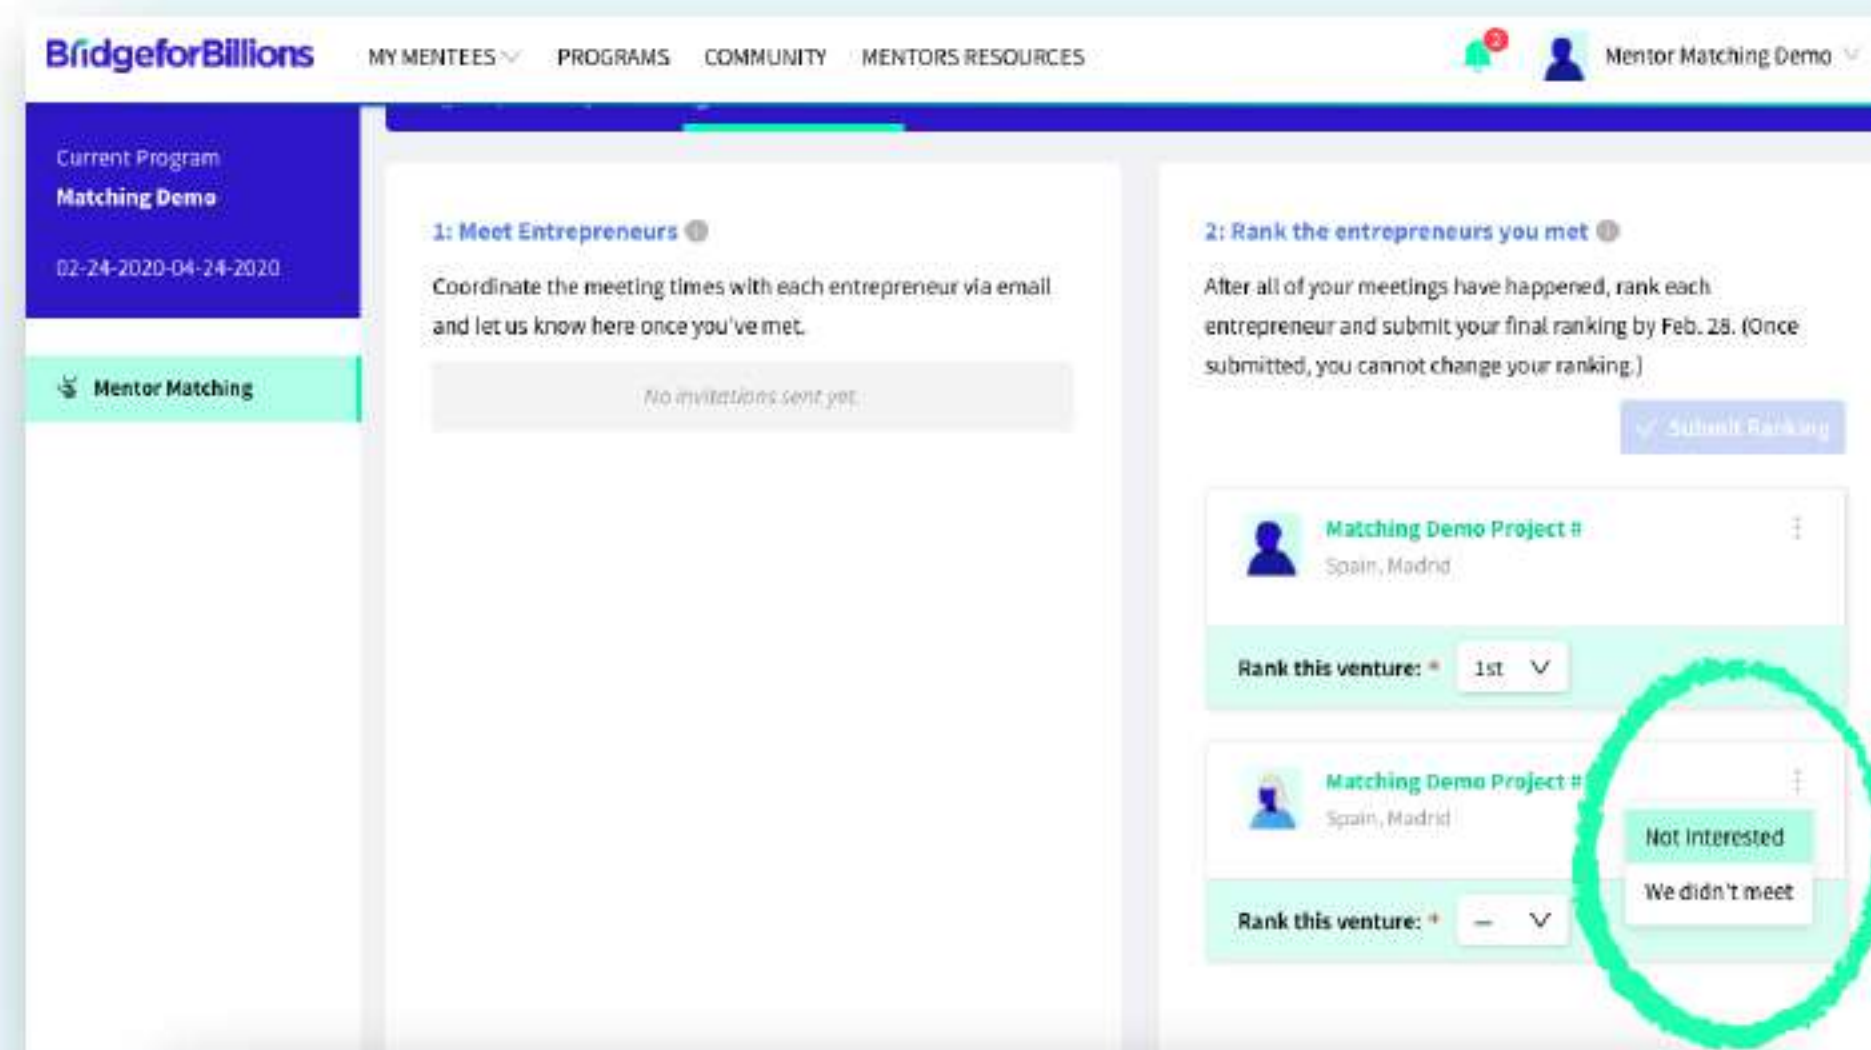 BridgeforBillions MY MENTEES PROGRAMS COMMUNITY MENTORS RESOURCES 2 Mentor Matching Demo
Current Program
Matching Demo
02-24-2020-04-24-2020
Mentor Matching
1: Meet Entrepreneurs
Coordinate the meeting times with each entrepreneur via email
and let us know here once you've met.
No invitations sent yet.
2: Rank the entrepreneurs you met
After all of your meetings have happened, rank each
entrepreneur and submit your final ranking by Feb. 28. (Once
submitted, you cannot change your ranking.)
Submit Ranking
Matching Demo Project #
Spain, Madrid
Rank this venture: * 1st
Matching Demo Project #
Spain, Madrid
Not Interested
We didn't meet
Rank this venture: * —